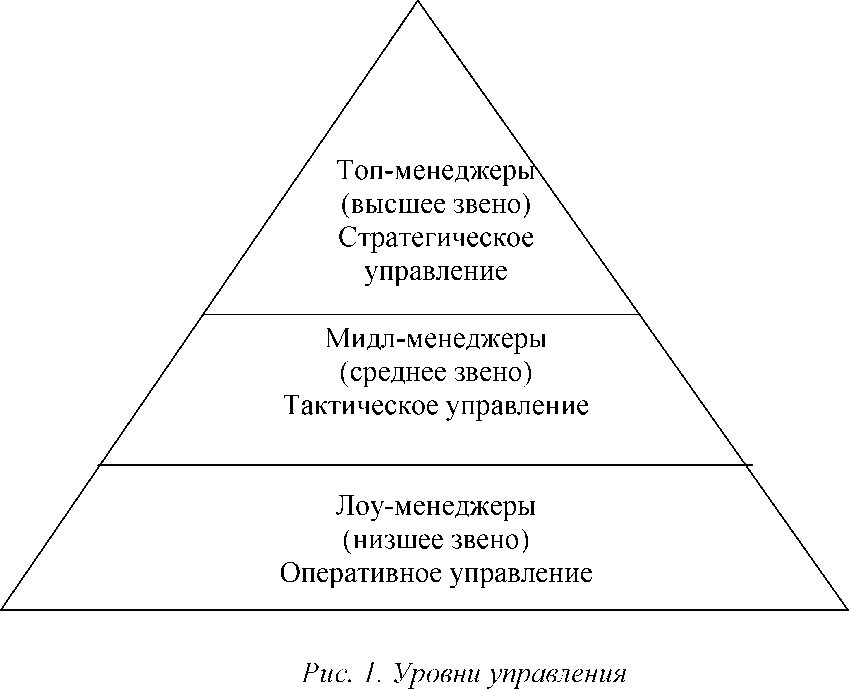 Топ-менеджеры
(высшее звено)
Стратегическое
управление
Мидл-менеджеры
(среднее звено)
Тактическое управление
Лоу-менеджеры
(низшее звено)
Оперативное управление
Рис. 1. Уровни управления